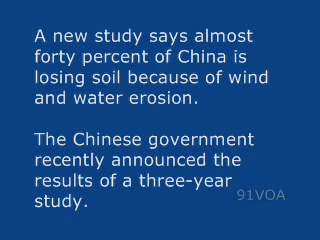 A new study says almost
forty percent of China is
losing soil because of wind
and water erosion.
The Chinese government
recently announced the
results of a three-year
study.
91VOA